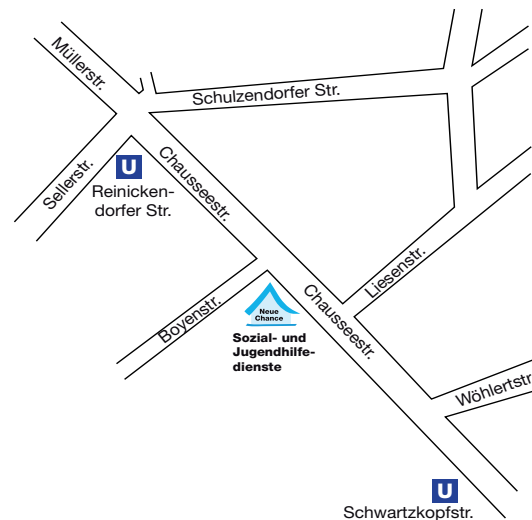 Müllerstr.
Schulzendorfer Str.
Sellerstr.
U
Reinicken-
dorfer Str.
Chausseestr.
Liesenstr.
Boyenstr.
Neue
Chance
Chausseestr.
Sozial- und
Jugendhilfe-
dienste
Wöhlertstr
U
Schwartzkopfstr.